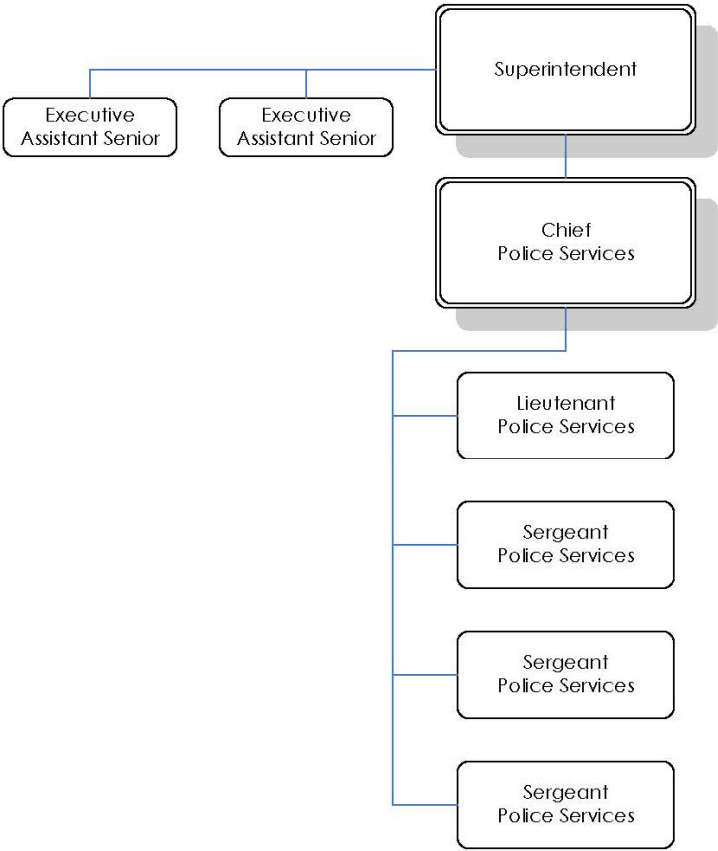 Superintendent
Executive
Assistant Senior
Executive
Assistant Senior
Chief
Police Services
Lieutenant
Police Services
Sergeant
Police Services
Sergeant
Police Services
Sergeant
Police Services